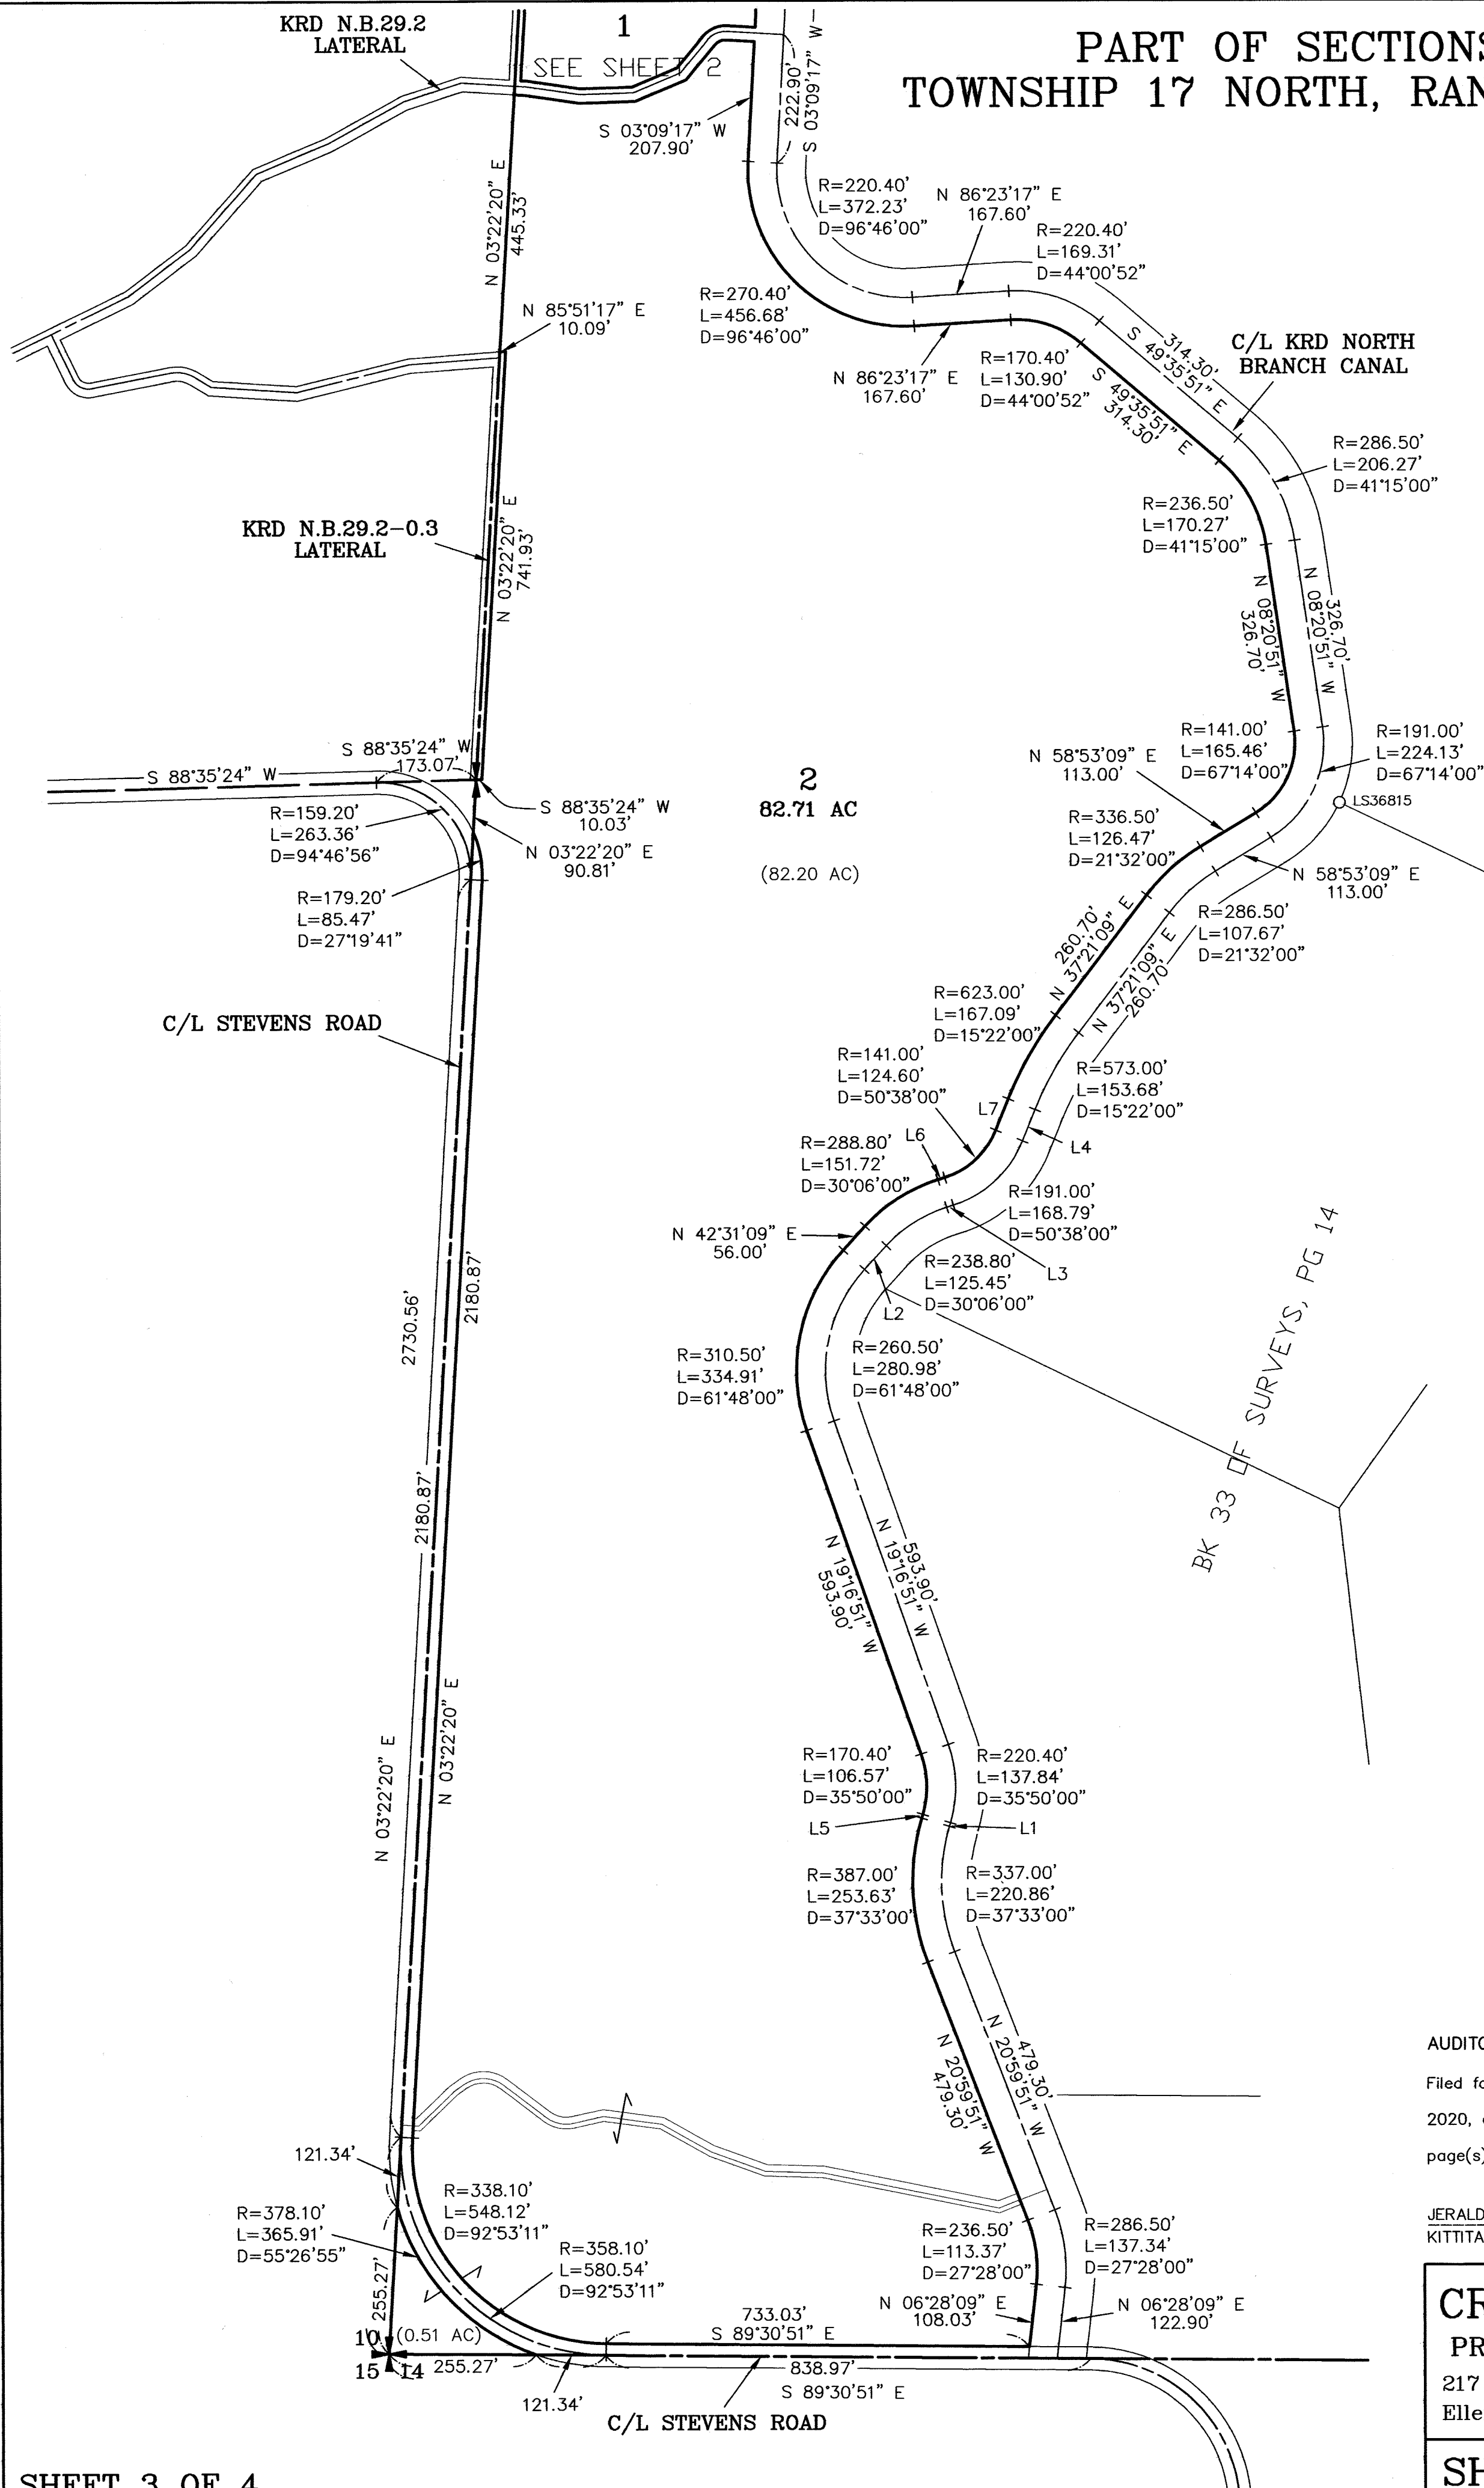 PART OF SECTIONS
TOWNSHIP 17 NORTH, RAN
KRD N.B.29.2
LATERAL
1
SEE SHEET 2
222.90'
S 03°09'17" W
S 03°09'17" W
207.90'
N 03°22'20" E
445.33'
R=220.40'
L=372.23'
D=96°46'00"
N 86°23'17" E
167.60'
R=220.40'
L=169.31'
D=44°00'52"
R=270.40'
L=456.68'
D=96°46'00"
N 85°51'17" E
10.09'
N 86°23'17" E
167.60'
R=170.40'
L=130.90'
D=44°00'52"
314.30'
S 49°35'51" E
S 49°35'51" E
314.30'
C/L KRD NORTH
BRANCH CANAL
R=286.50'
L=206.27'
D=41°15'00"
R=236.50'
L=170.27'
D=41°15'00"
KRD N.B.29.2-0.3
LATERAL
N 03°22'20" E
741.93'
N 08°20'51" W
326.70'
326.70'
N 08°20'51" W
S 88°35'24" W
S 88°35'24" W
173.07'
S 88°35'24" W
10.03'
N 03°22'20" E
90.81'
R=159.20'
L=263.36'
D=94°46'56"
R=179.20'
L=85.47'
D=27°19'41"
2
82.71 AC
(82.20 AC)
N 58°53'09" E
113.00'
R=141.00'
L=165.46'
D=67°14'00"
R=191.00'
L=224.13'
D=67°14'00"
LS36815
R=336.50'
L=126.47'
D=21°32'00"
N 58°53'09" E
113.00'
R=286.50'
L=107.67'
D=21°32'00"
260.70'
N 37°21'09" E
N 37°21'09" E
260.70'
C/L STEVENS ROAD
R=623.00'
L=167.09'
D=15°22'00"
R=141.00'
L=124.60'
D=50°38'00"
R=573.00'
L=153.68'
D=15°22'00"
L7
L6
L4
R=288.80'
L=151.72'
D=30°06'00"
R=191.00'
L=168.79'
D=50°38'00"
N 42°31'09" E
56.00'
R=238.80'
L=125.45'
D=30°06'00"
L3
L2
2730.56'
2180.87'
R=310.50'
L=334.91'
D=61°48'00"
R=260.50'
L=280.98'
D=61°48'00"
BK 33 OF SURVEYS, PG 14
2180.87'
593.90'
N 19°16'51" W
N 19°16'51" W
593.90'
N 03°22'20" E
N 03°22'20" E
R=170.40'
L=106.57'
D=35°50'00"
R=220.40'
L=137.84'
D=35°50'00"
L5
L1
R=387.00'
L=253.63'
D=37°33'00"
R=337.00'
L=220.86'
D=37°33'00"
479.30'
N 20°59'51" W
N 20°59'51" W
479.30'
AUDITO
Filed fo
2020,
page(s)
JERALD
KITTITA
121.34'
R=378.10'
L=365.91'
D=55°26'55"
R=338.10'
L=548.12'
D=92°53'11"
R=358.10'
L=580.54'
D=92°53'11"
R=236.50'
L=113.37'
D=27°28'00"
R=286.50'
L=137.34'
D=27°28'00"
N 06°28'09" E
108.03'
N 06°28'09" E
122.90'
255.27'
10
(0.51 AC)
15 14
255.27'
121.34'
733.03'
S 89°30'51" E
838.97'
S 89°30'51" E
C/L STEVENS ROAD
CR
PR
217
Elle
SH
SHEET 3 OF 4